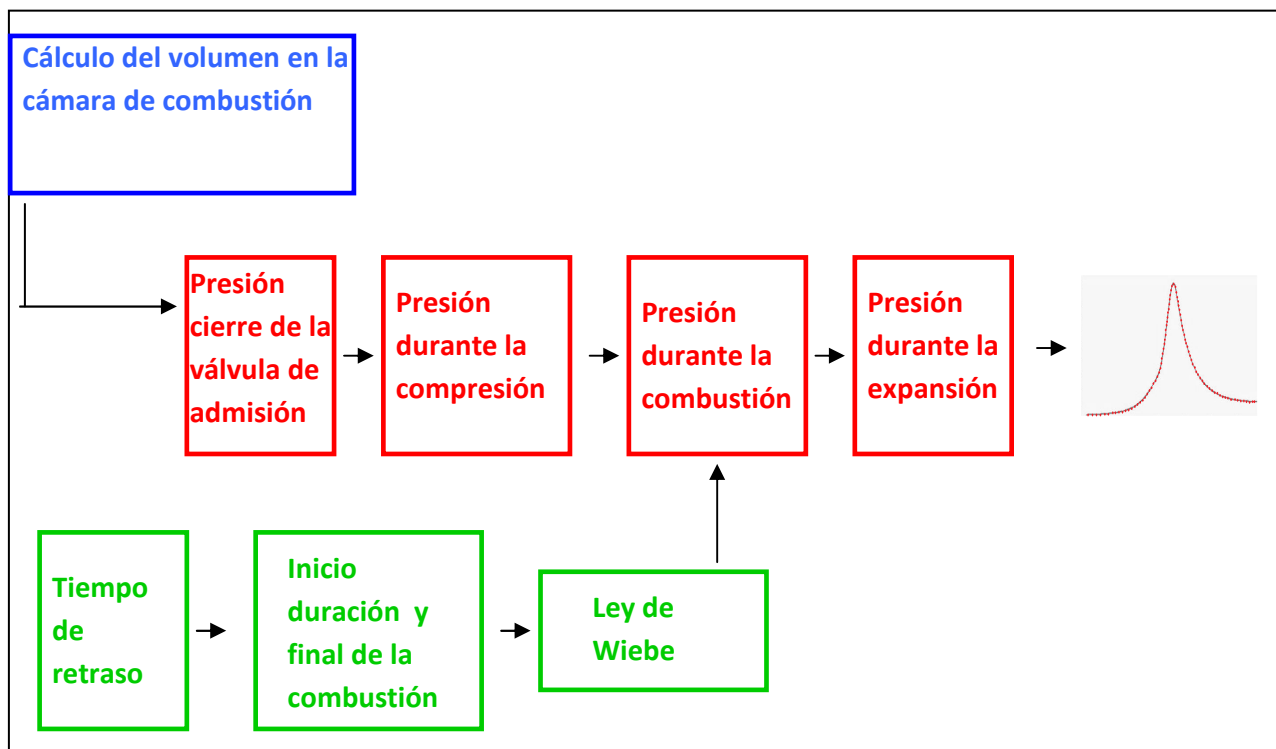 Cálculo del volumen en la
cámara de combustión
Presión
cierre de la
válvula de
admisión
Presión
durante la
compresión
Presión
durante la
combustión
Presión
durante la
expansión
Tiempo
de
retraso
Inicio
duración y
final de la
combustión
Ley de
Wiebe